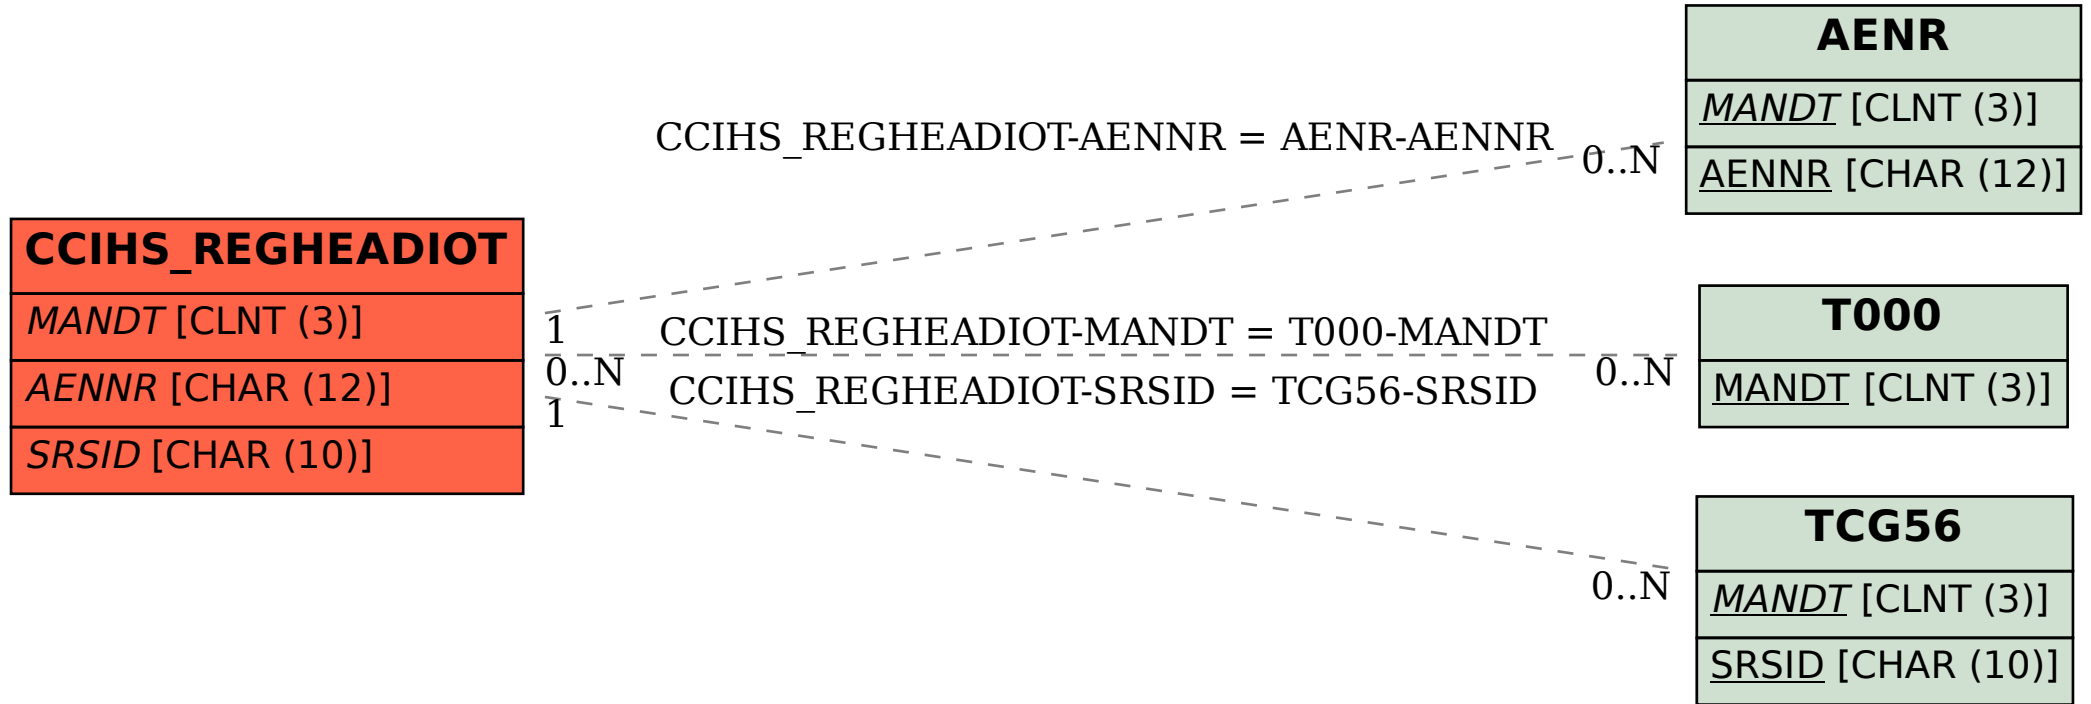 CCIHS_REGHEADIOT
MANDT [CLNT (3)]
AENNR [CHAR (12)]
SRSID [CHAR (10)]
CCIHS_REGHEADIOT-AENNR = AENR-AENNR
0..N
1
CCIHS_REGHEADIOT-MANDT = T000-MANDT
0..N
0..N
CCIHS_REGHEADIOT-SRSID = TCG56-SRSID
1
0..N
AENR
MANDT [CLNT (3)]
AENNR [CHAR (12)]
T000
MANDT [CLNT (3)]
TCG56
MANDT [CLNT (3)]
SRSID [CHAR (10)]